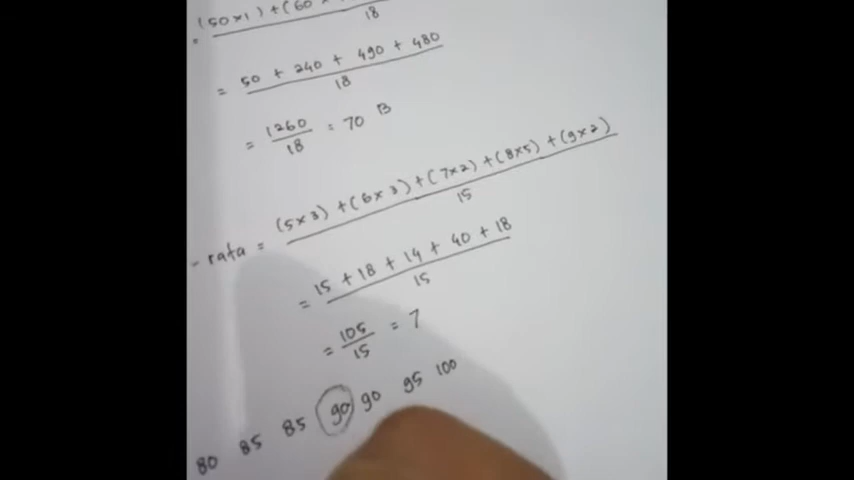 = (50×1) + (60
18
= 50 + 240 + 490 + 480
18
= 1260 = 70 B
18
- rata = (5×3) + (6×3) + (7×2) + (8×5) + (9×2)
15
= 15 + 18 + 14 + 40 + 18
15
= 105 = 7
15
80 85 85 90 90 95 100